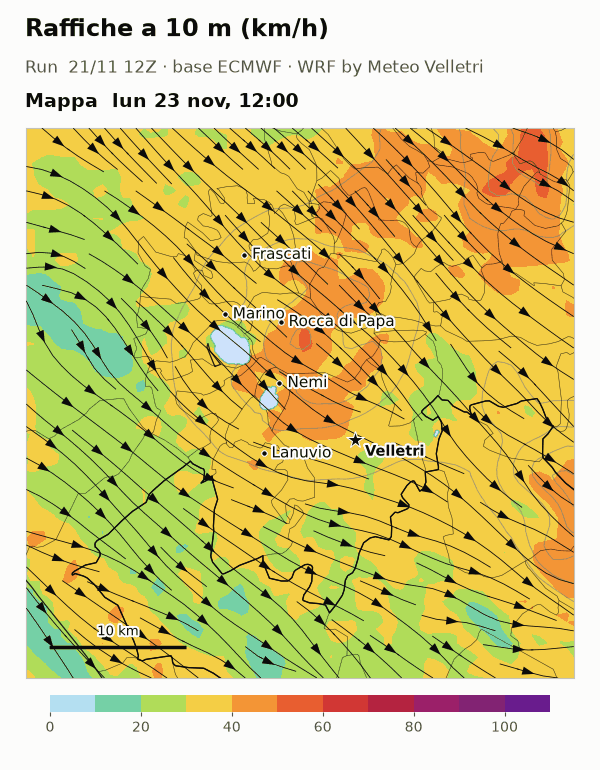 Raffiche a 10 m (km/h)
Run  21/11 12Z · base ECMWF · WRF by Meteo Velletri
Mappa  lun 23 nov, 12:00
Frascati
Marino
Rocca di Papa
Nemi
Velletri
Lanuvio
10 km
0 20 40 60 80 100